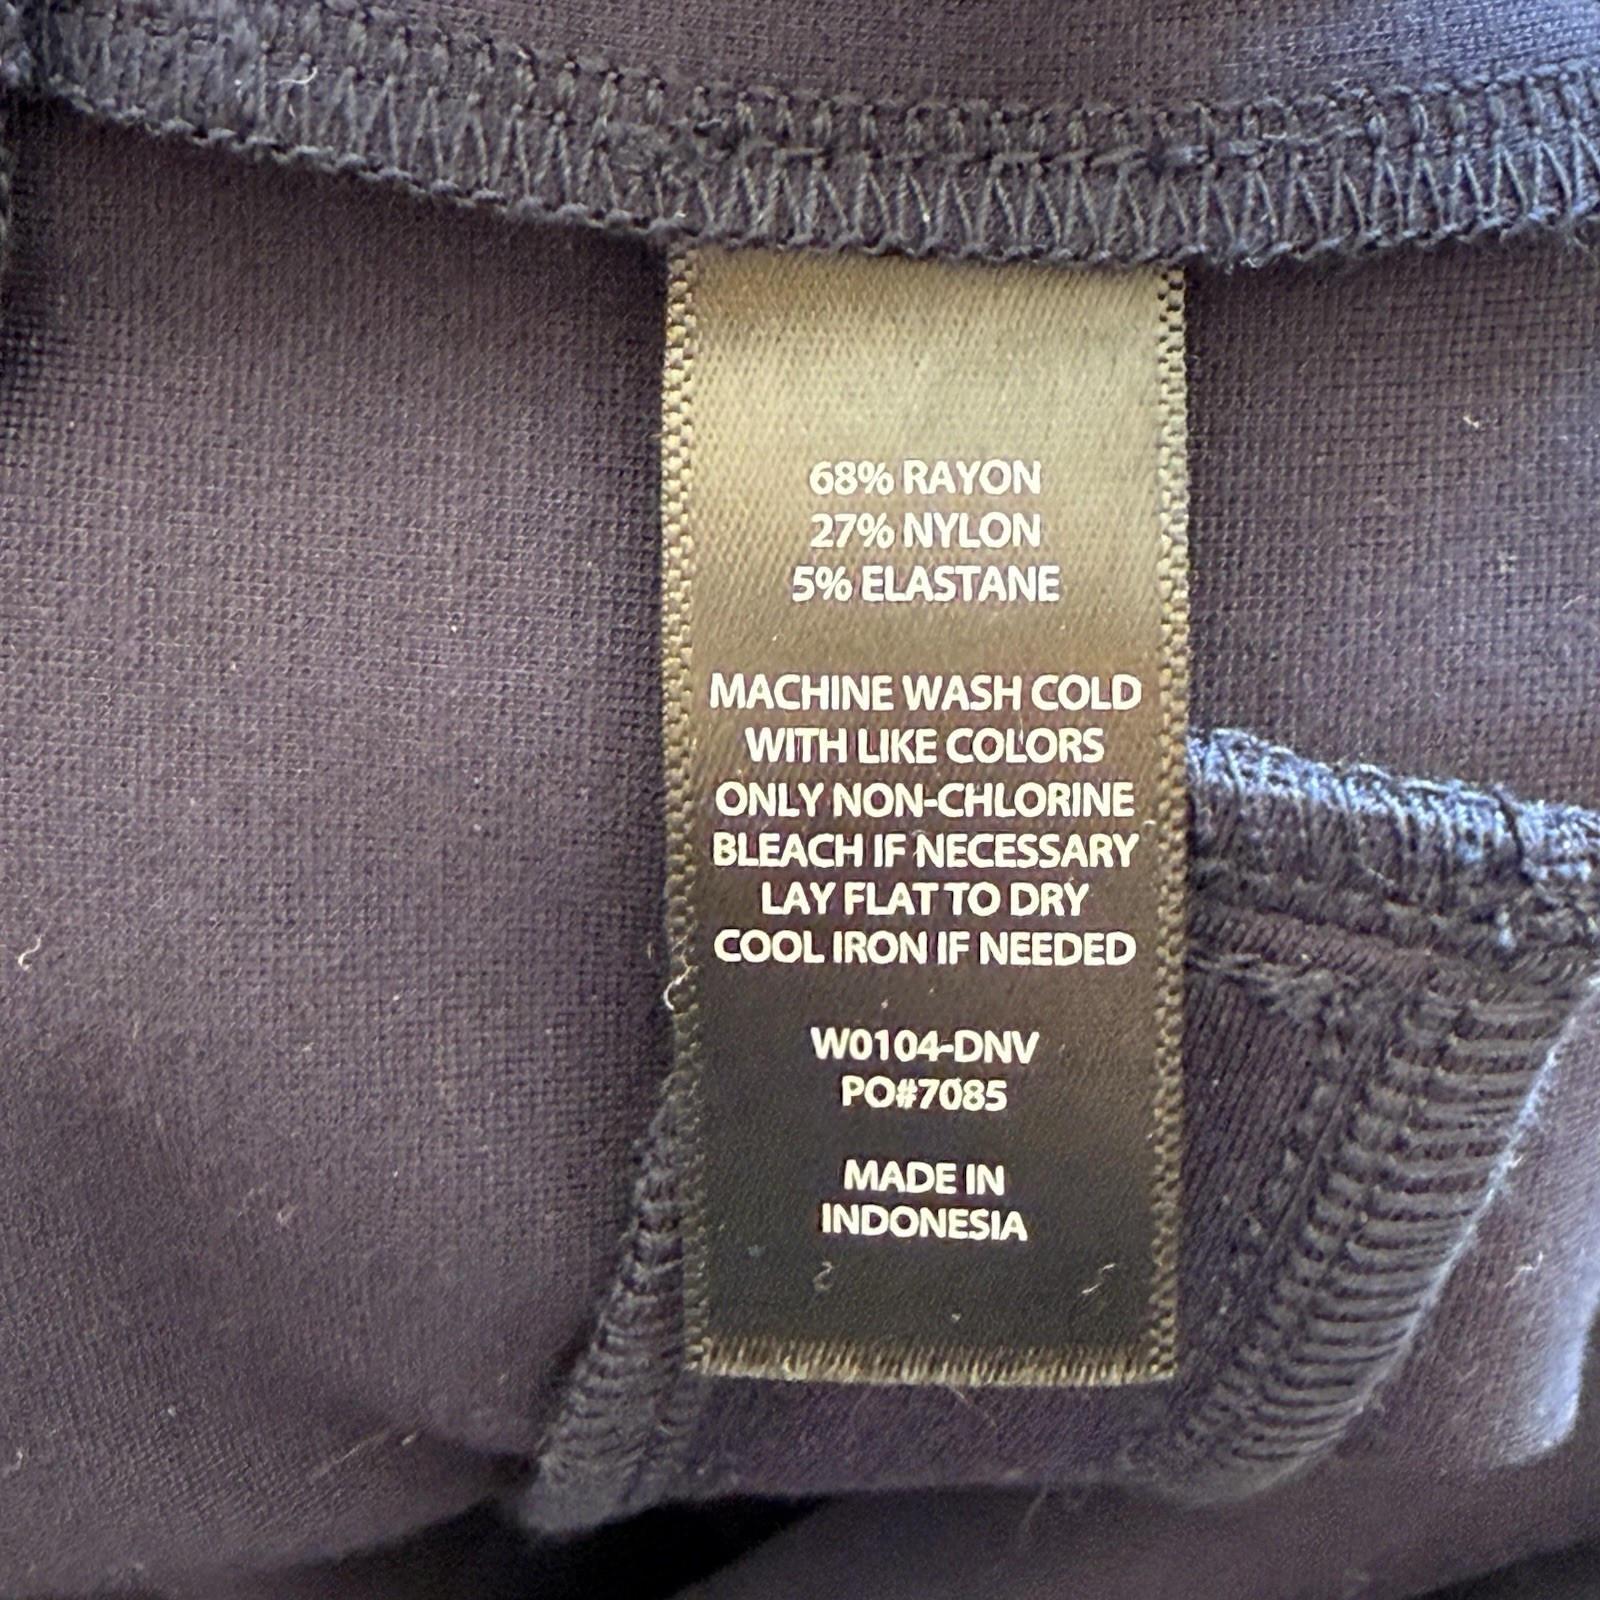 68% RAYON
27% NYLON
5% ELASTANE
MACHINE WASH COLD
WITH LIKE COLORS
ONLY NON-CHLORINE
BLEACH IF NECESSARY
LAY FLAT TO DRY
COOL IRON IF NEEDED
W0104-DNV
PO#7085
MADE IN
INDONESIA